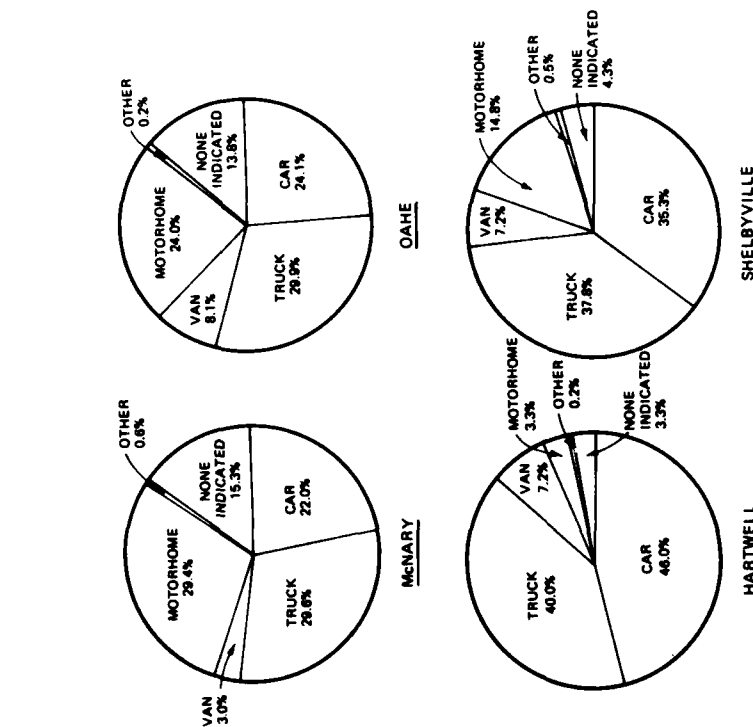 VAN
3.0%
MOTORHOME
29.4%
OTHER
0.6%
NONE
INDICATED
15.3%
TRUCK
29.6%
CAR
22.0%
McNARY
VAN
8.1%
MOTORHOME
24.0%
OTHER
0.2%
NONE
INDICATED
13.8%
TRUCK
29.9%
CAR
24.1%
OAHE
TRUCK
40.0%
VAN
7.2%
MOTORHOME
3.3%
OTHER
0.2%
NONE
INDICATED
3.3%
CAR
46.0%
HARTWELL
TRUCK
37.8%
VAN
7.2%
MOTORHOME
14.8%
OTHER
0.5%
NONE
INDICATED
4.3%
CAR
35.3%
SHELBYVILLE